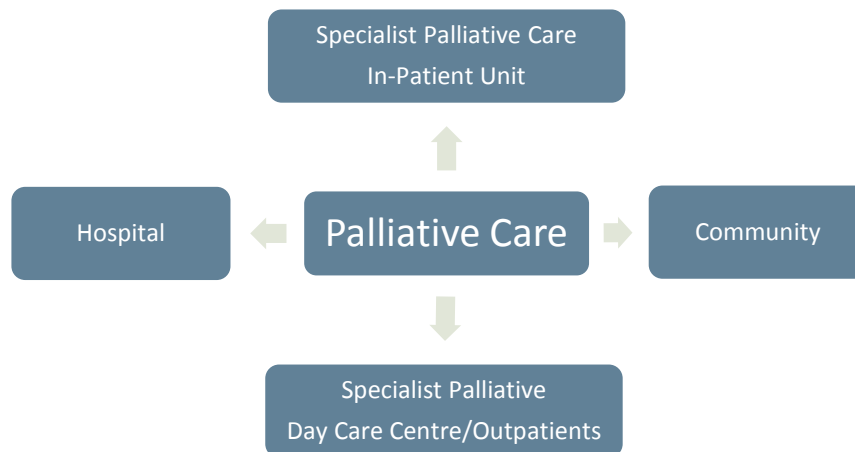 Specialist Palliative Care
In-Patient Unit
Hospital
Palliative Care
Community
Specialist Palliative
Day Care Centre/Outpatients